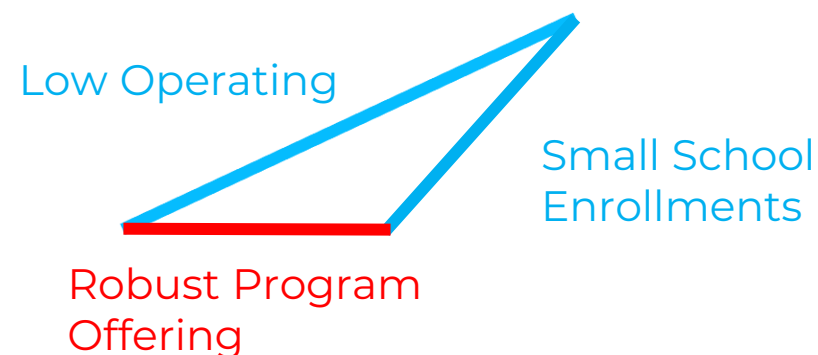 Low Operating
Small School
Enrollments
Robust Program
Offering